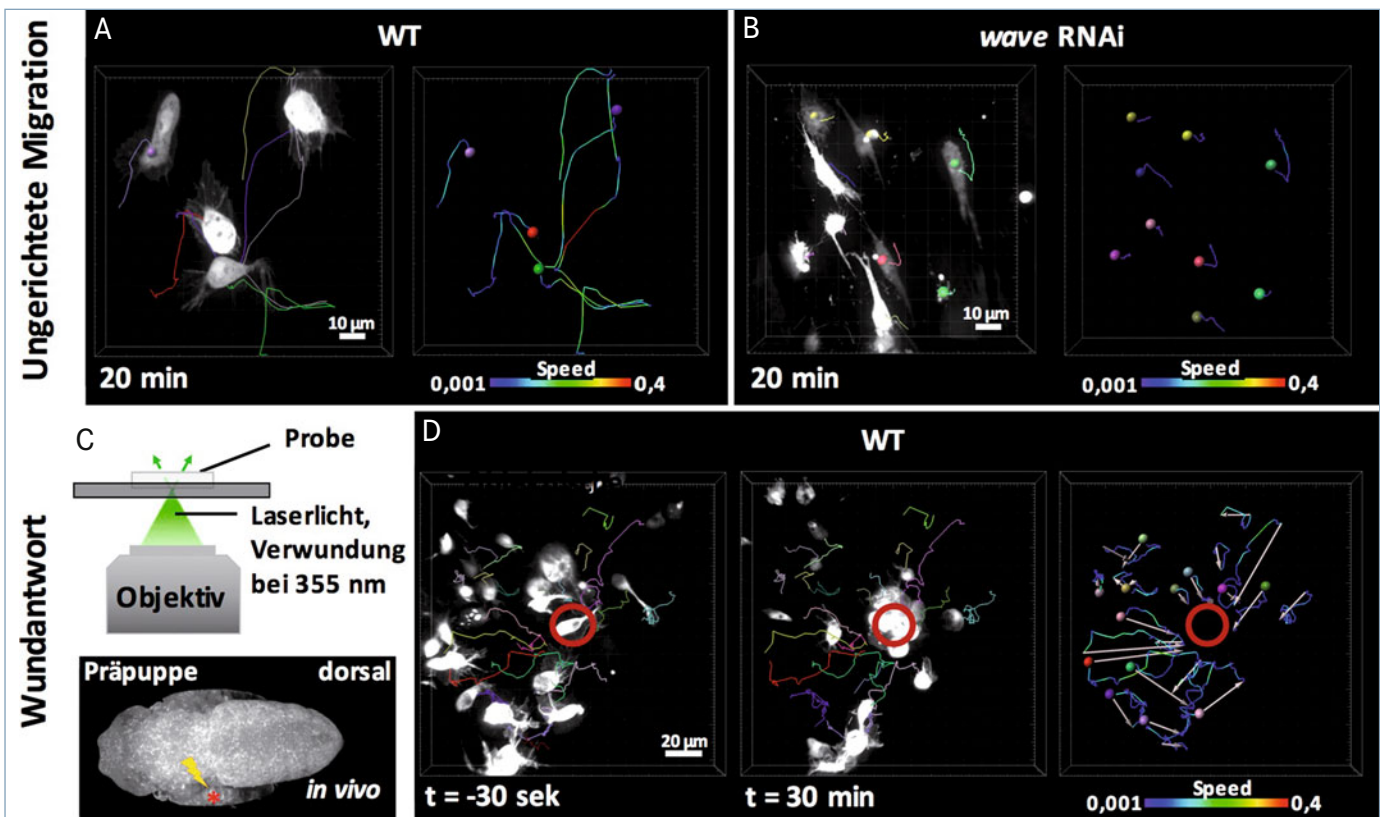 Ungerichtete Migration
A
WT
10 µm
20 min
Speed
0,001 0,4
B
wave RNAi
10 µm
20 min
Speed
0,001 0,4
Wundantwort
C
Probe
Laserlicht,
Verwundung
bei 355 nm
Objektiv
Präpuppe dorsal
*
in vivo
D
WT
20 µm
t = -30 sek
t = 30 min
Speed
0,001 0,4